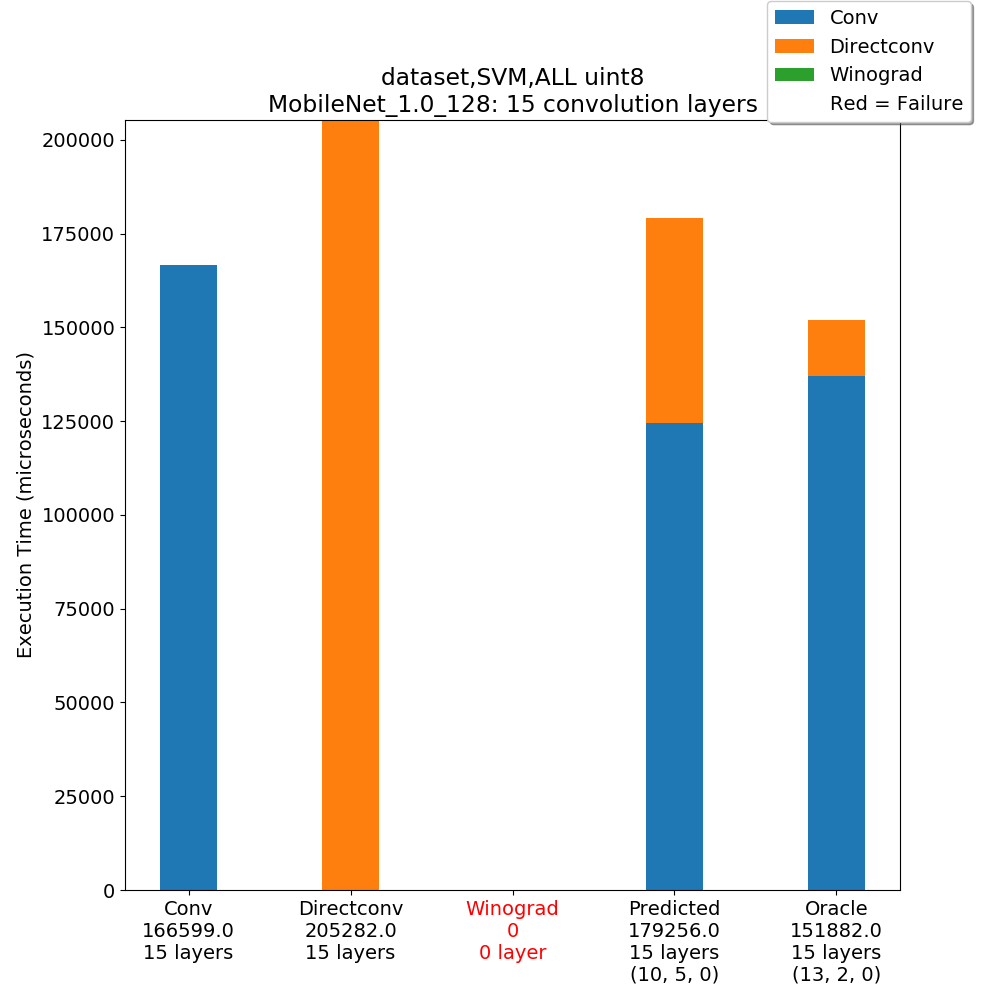 Conv
Directconv
Winograd
Red = Failure
dataset,SVM,ALL uint8
MobileNet_1.0_128: 15 convolution layers
Execution Time (microseconds)
200000
175000
150000
125000
100000
75000
50000
25000
0
Conv
166599.0
15 layers
Directconv
205282.0
15 layers
Winograd
0
0 layer
Predicted
179256.0
15 layers
(10, 5, 0)
Oracle
151882.0
15 layers
(13, 2, 0)